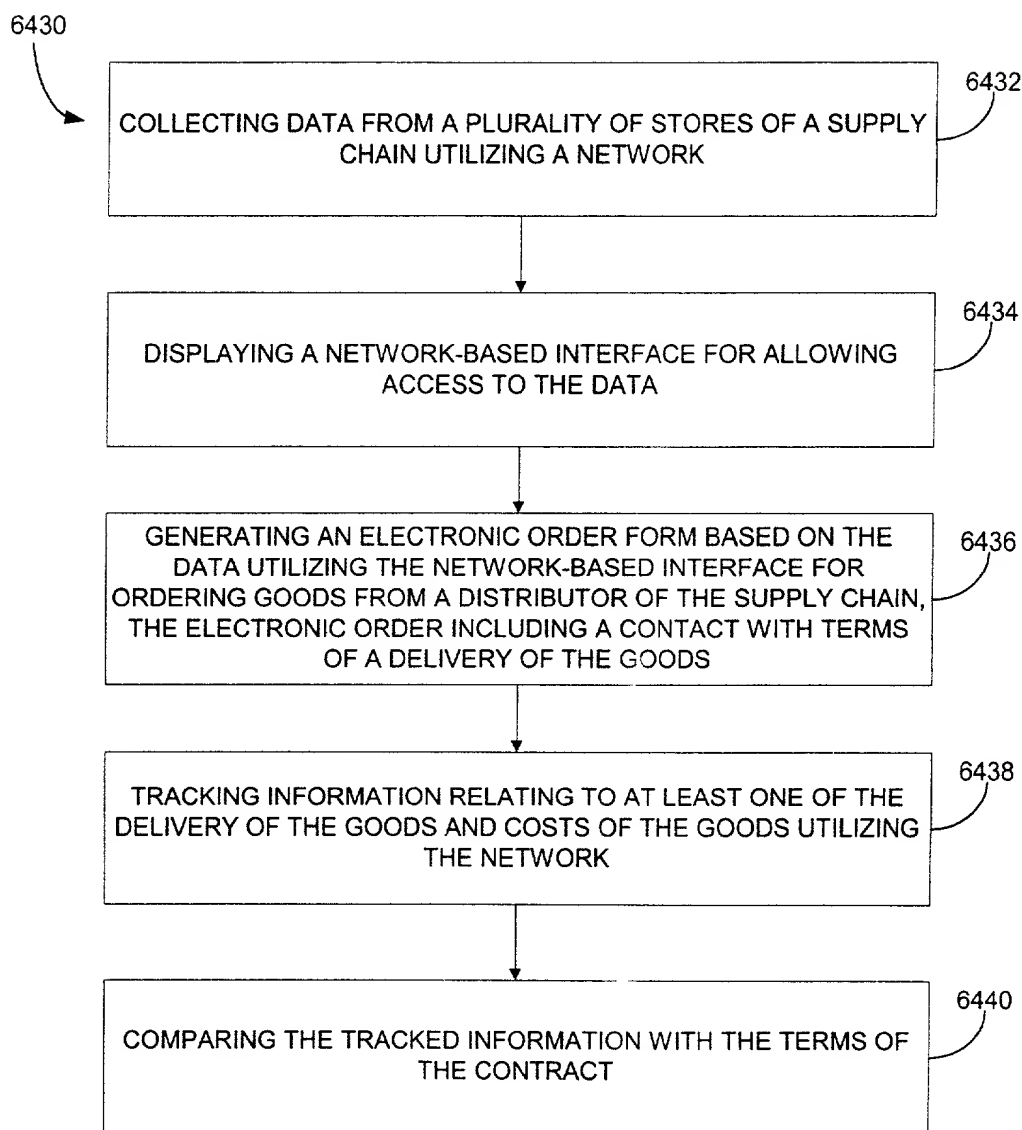 6430
6432
COLLECTING DATA FROM A PLURALITY OF STORES OF A SUPPLY
CHAIN UTILIZING A NETWORK
6434
DISPLAYING A NETWORK-BASED INTERFACE FOR ALLOWING
ACCESS TO THE DATA
6436
GENERATING AN ELECTRONIC ORDER FORM BASED ON THE
DATA UTILIZING THE NETWORK-BASED INTERFACE FOR
ORDERING GOODS FROM A DISTRIBUTOR OF THE SUPPLY CHAIN,
THE ELECTRONIC ORDER INCLUDING A CONTACT WITH TERMS
OF A DELIVERY OF THE GOODS
6438
TRACKING INFORMATION RELATING TO AT LEAST ONE OF THE
DELIVERY OF THE GOODS AND COSTS OF THE GOODS UTILIZING
THE NETWORK
6440
COMPARING THE TRACKED INFORMATION WITH THE TERMS OF
THE CONTRACT